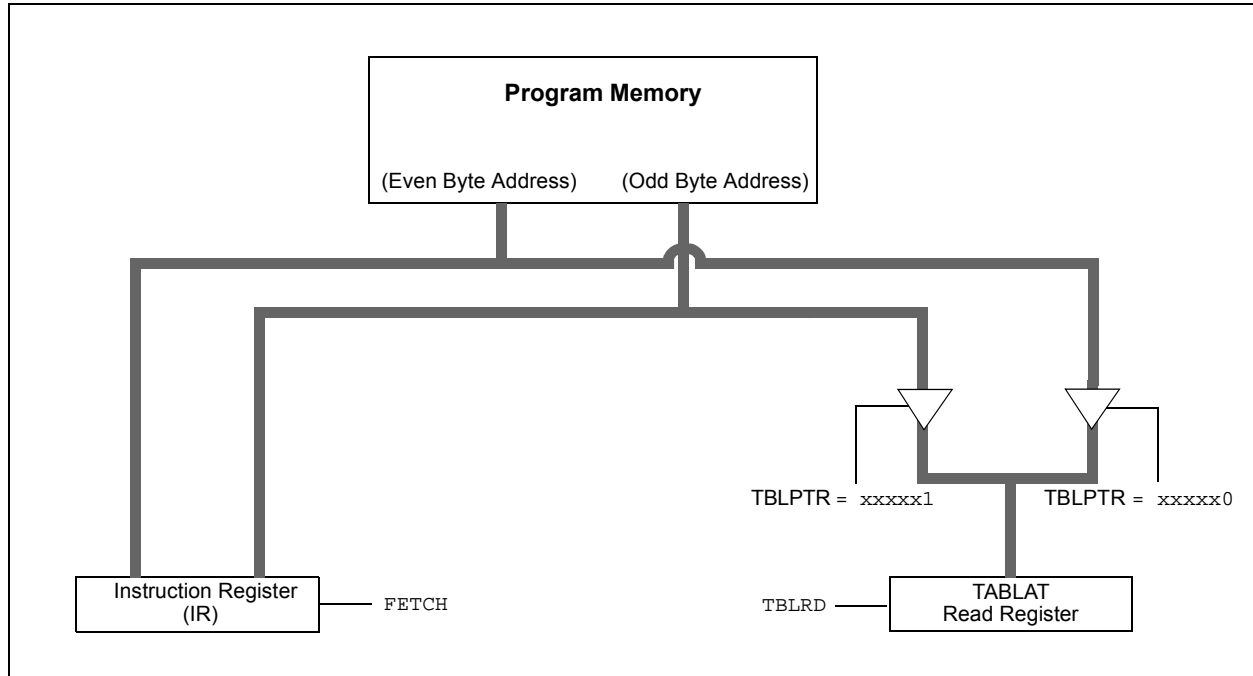 Program Memory
(Even Byte Address) (Odd Byte Address)
TBLPTR = xxxxx1 TBLPTR = xxxxx0
Instruction Register
(IR)
FETCH
TBLRD
TABLAT
Read Register